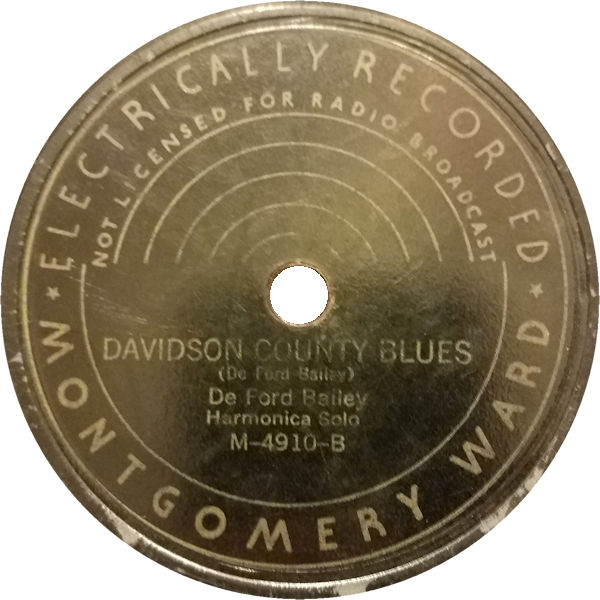 ★ ELECTRICALLY RECORDED ★
NOT LICENSED FOR RADIO BROADCAST
DAVIDSON COUNTY BLUES
(De Ford Bailey)
De Ford Bailey
Harmonica Solo
M-4910-B
MONTGOMERY WARD